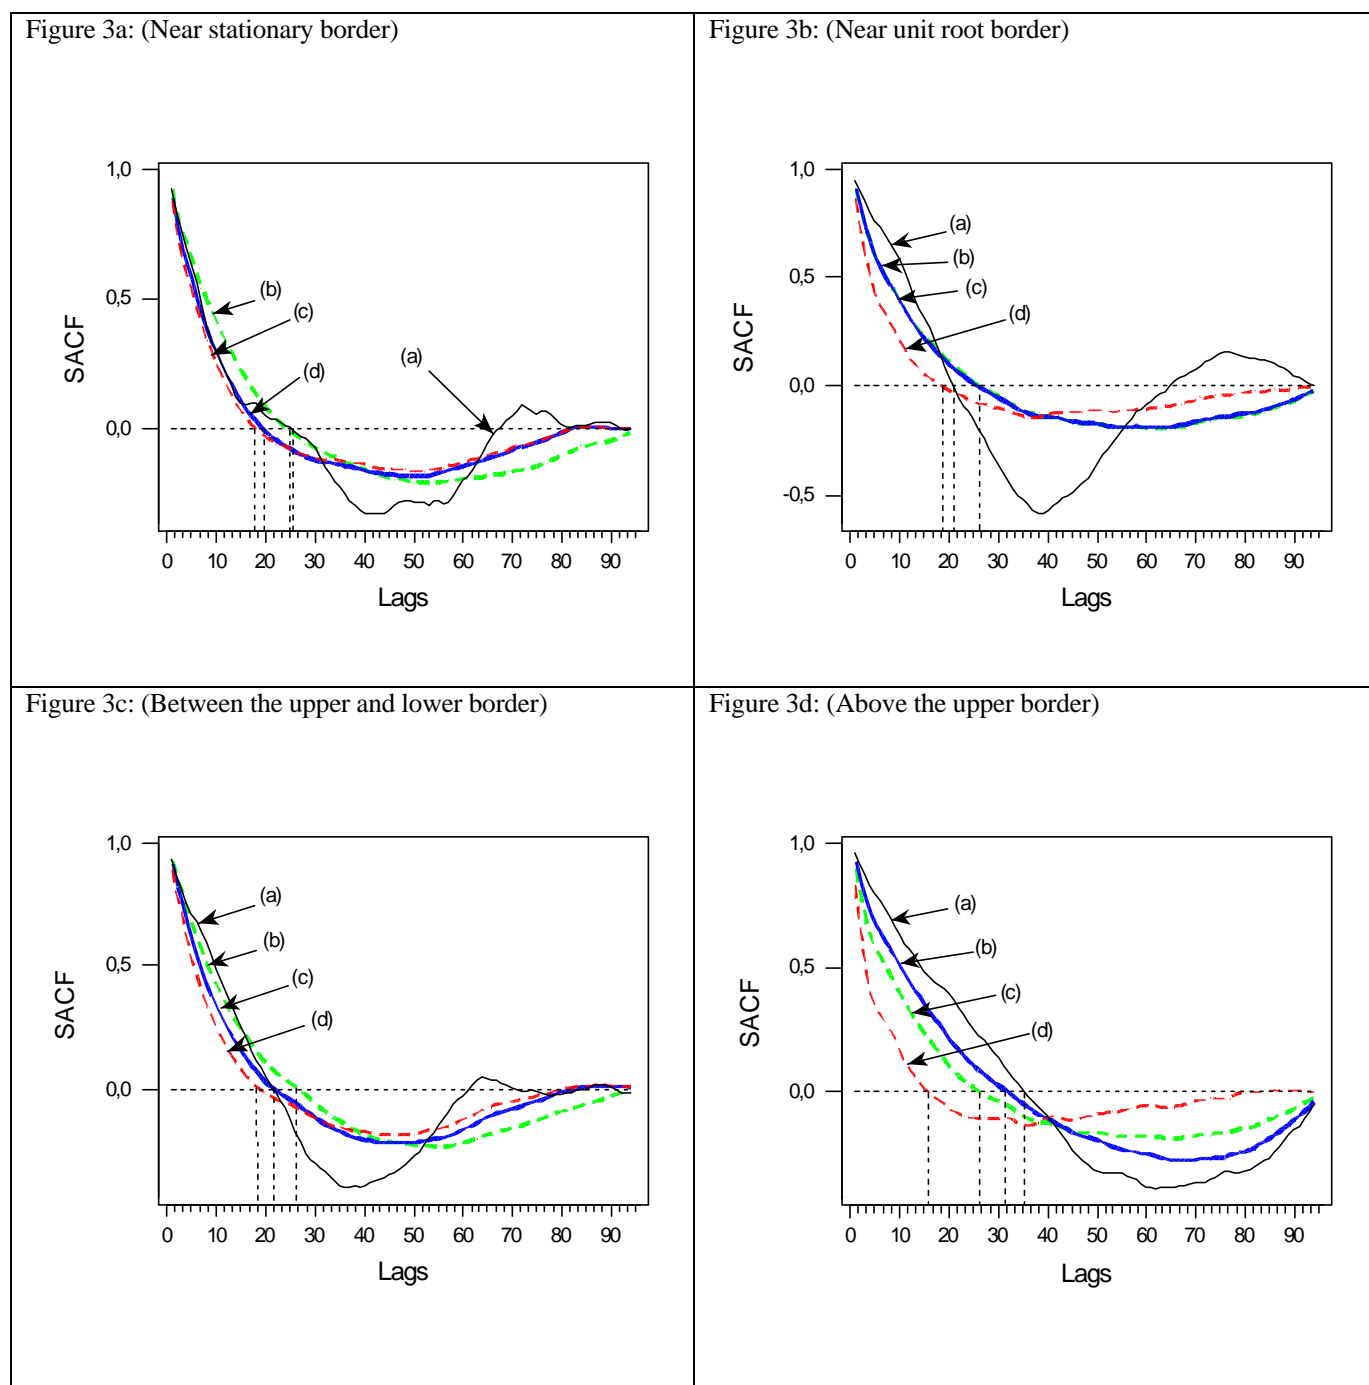 Figure 3a: (Near stationary border)
1,0
0,5
0,0
SACF
(b)
(c)
(d)
(a)
0 10 20 30 40 50 60 70 80 90
Lags
Figure 3b: (Near unit root border)
1,0
0,5
0,0
-0,5
SACF
(a)
(b)
(c)
(d)
0 10 20 30 40 50 60 70 80 90
Lags
Figure 3c: (Between the upper and lower border)
1,0
0,5
0,0
SACF
(a)
(b)
(c)
(d)
0 10 20 30 40 50 60 70 80 90
Lags
Figure 3d: (Above the upper border)
1,0
0,5
0,0
SACF
(a)
(b)
(c)
(d)
0 10 20 30 40 50 60 70 80 90
Lags